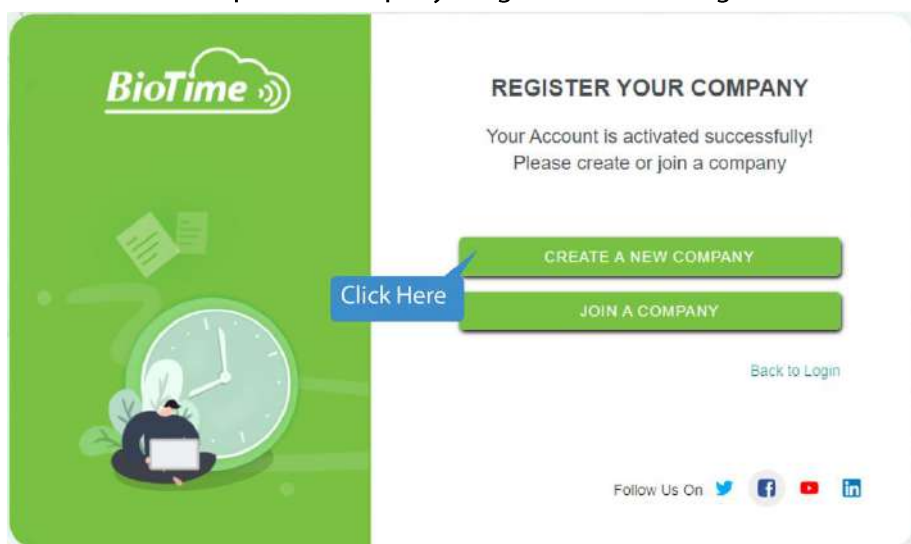 BioTime
REGISTER YOUR COMPANY
Your Account is activated successfully!
Please create or join a company
CREATE A NEW COMPANY
Click Here
JOIN A COMPANY
Back to Login
Follow Us On